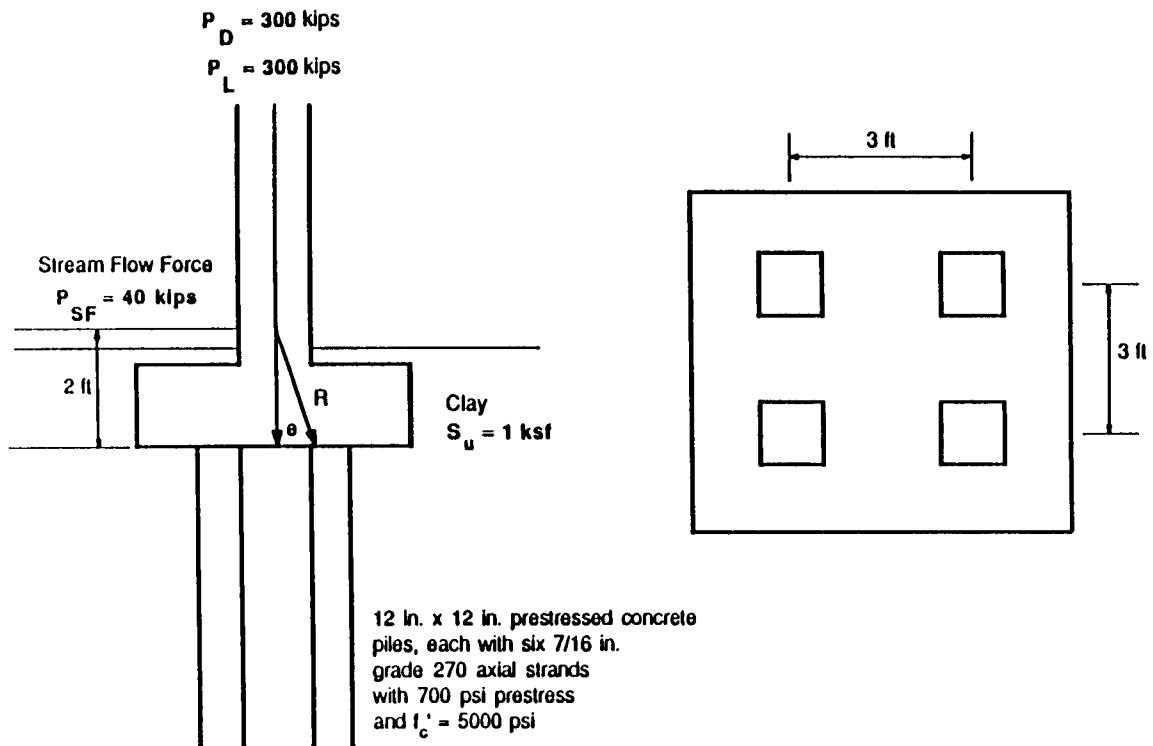 P_D = 300 kips
P_L = 300 kips
Stream Flow Force
P_SF = 40 kips
2 ft
R
θ
Clay
S_u = 1 ksf
12 in. x 12 in. prestressed concrete
piles, each with six 7/16 in.
grade 270 axial strands
with 700 psi prestress
and f_c' = 5000 psi
3 ft
3 ft